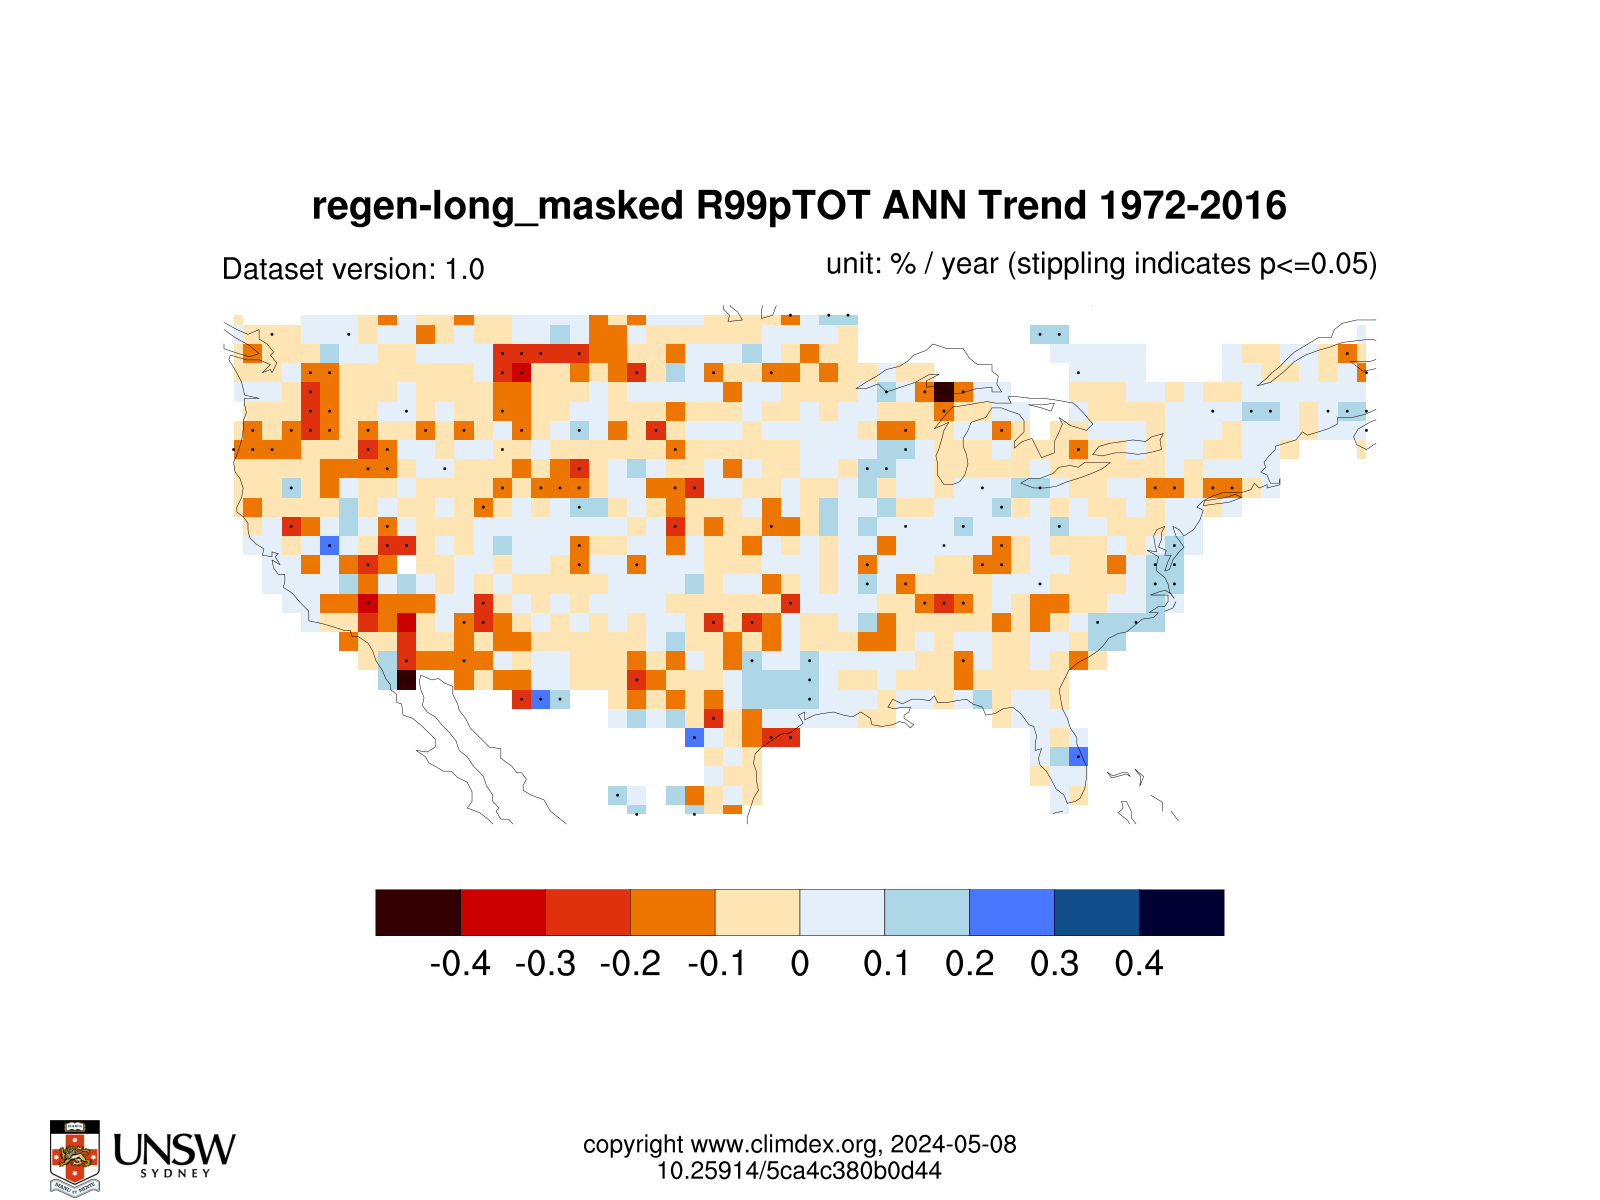 regen-long_masked R99pTOT ANN Trend 1972-2016
Dataset version: 1.0
unit: % / year (stippling indicates p<=0.05)
-0.4 -0.3 -0.2 -0.1 0 0.1 0.2 0.3 0.4
UNSW
SYDNEY
copyright www.climdex.org, 2024-05-08
10.25914/5ca4c380b0d44